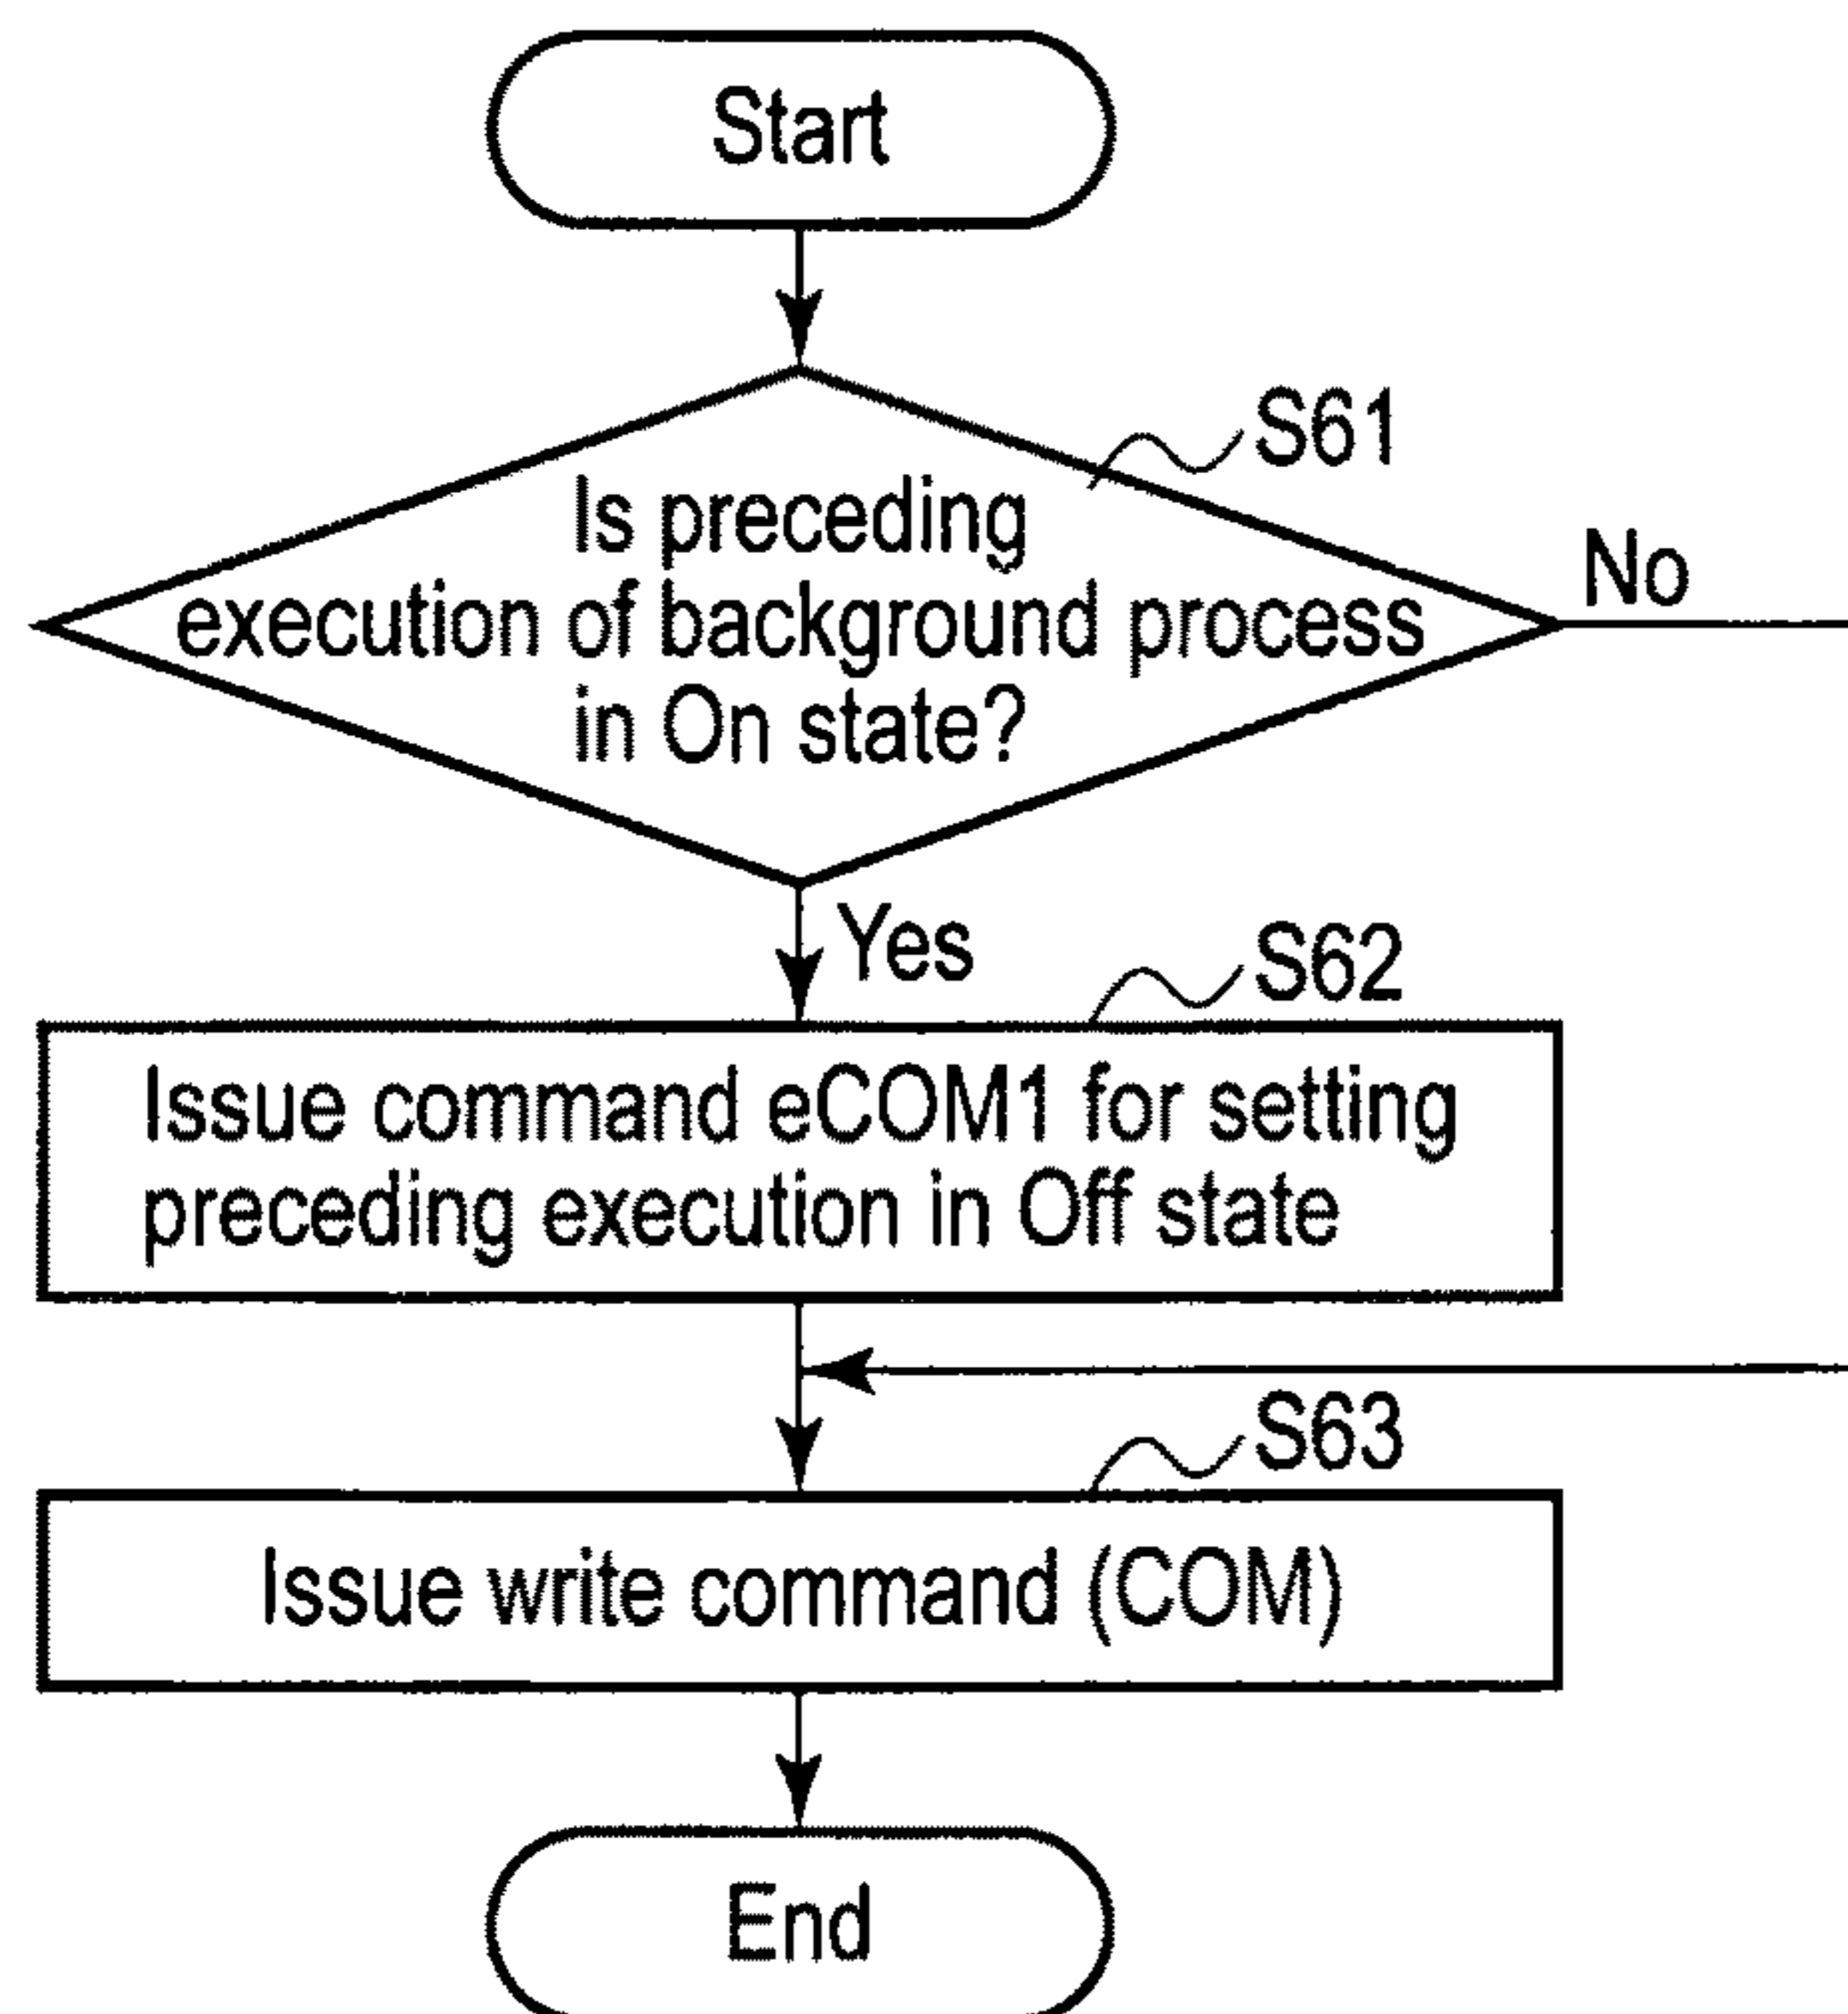 Start
S61
Is preceding
execution of background process
in On state?
No
Yes
S62
Issue command eCOM1 for setting
preceding execution in Off state
S63
Issue write command (COM)
End